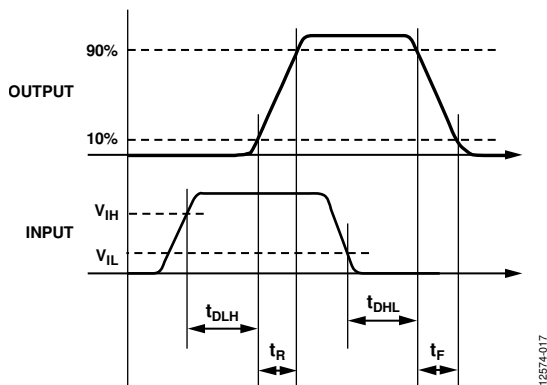 90%
OUTPUT
10%
VIH
INPUT
VIL
tDLH
tDHL
tR
tF
12574-017